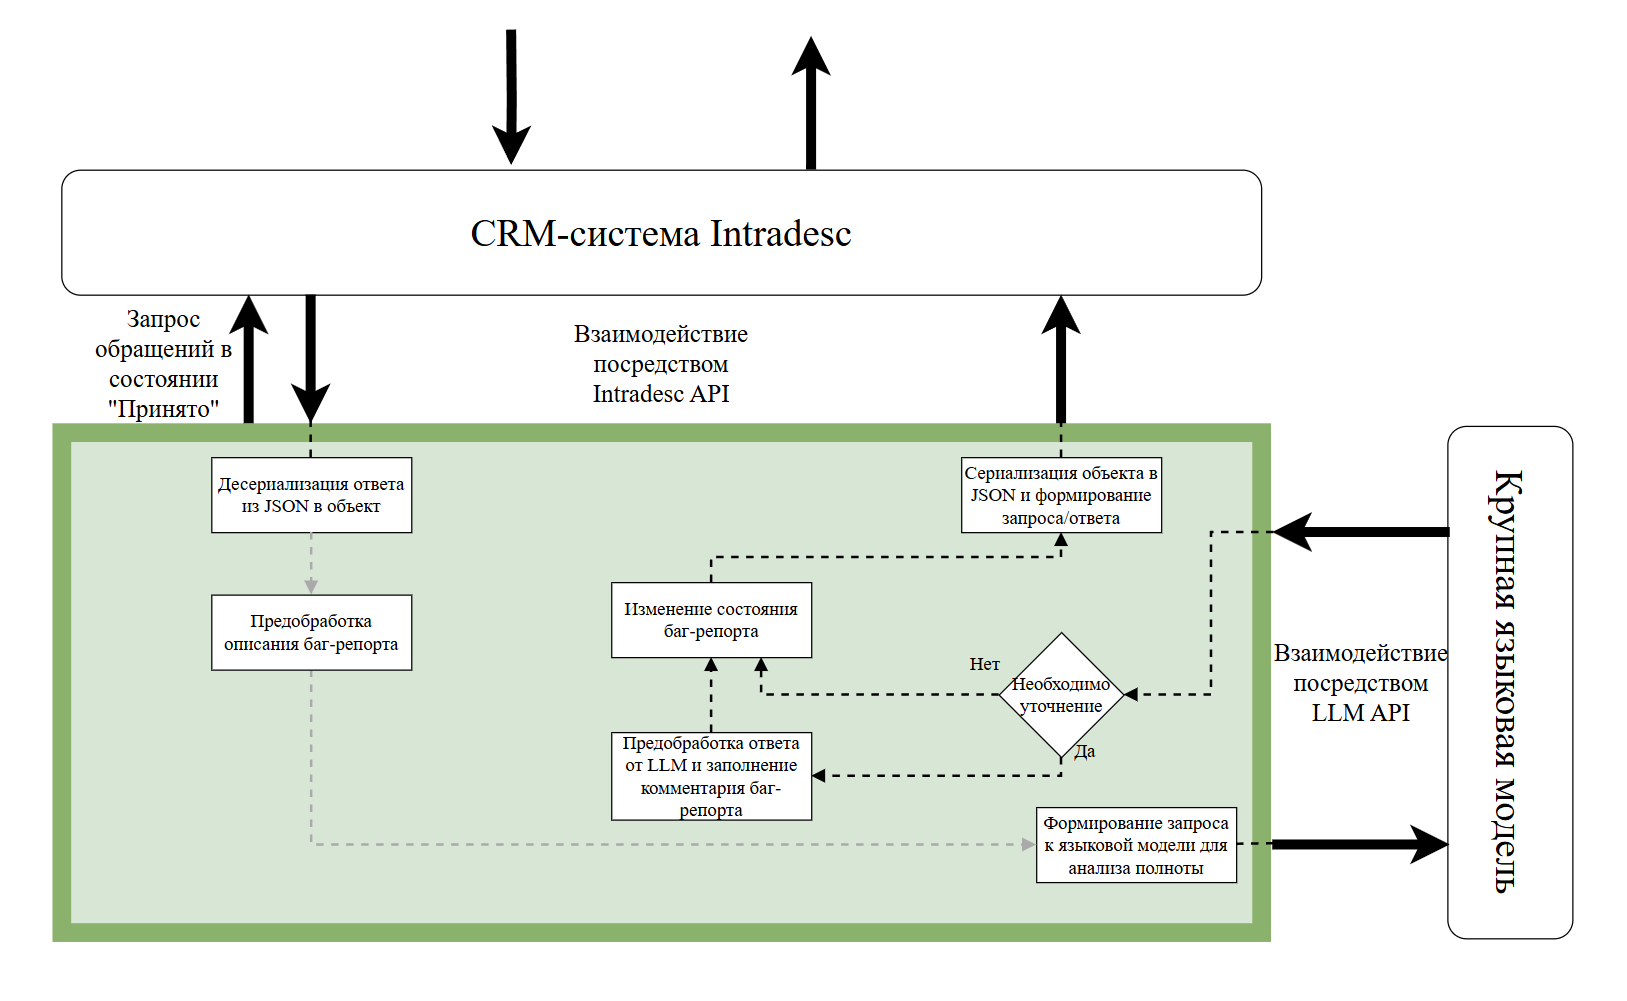 CRM-система Intradesc
Запрос
обращений в
состоянии
"Принято"
Взаимодействие
посредством
Intradesc API
Десериализация ответа
из JSON в объект
Сериализация объекта в
JSON и формирование
запроса/ответа
Предобработка
описания баг-репорта
Изменение состояния
баг-репорта
Нет
Необходимо
уточнение
Да
Предобработка ответа
от LLM и заполнение
комментария баг-
репорта
Формирование запроса
к языковой модели для
анализа полноты
Взаимодействие
посредством
LLM API
Крупная языковая модель